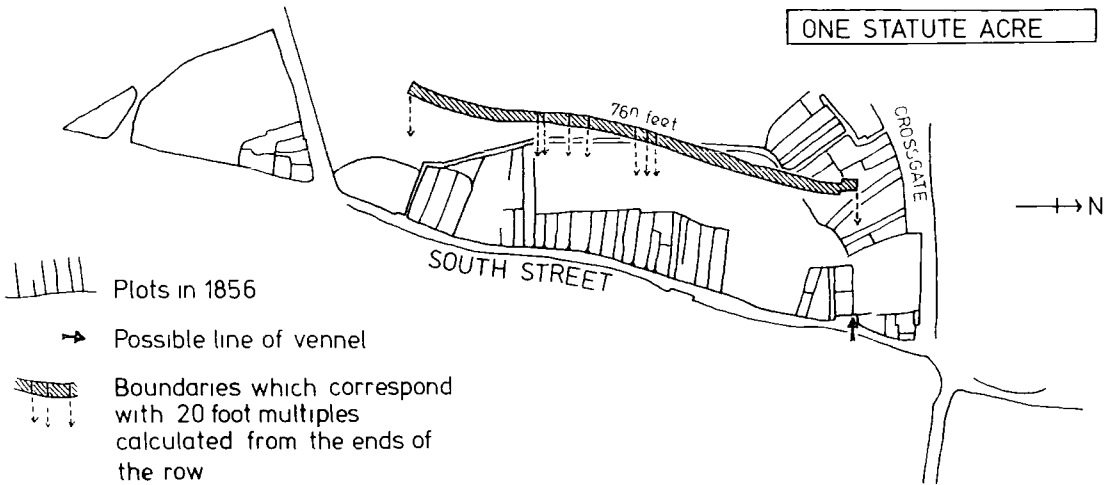 ONE STATUTE ACRE
76n feet
CROSSGATE
N
SOUTH STREET
Plots in 1856
Possible line of vennel
Boundaries which correspond
with 20 foot multiples
calculated from the ends of
the row